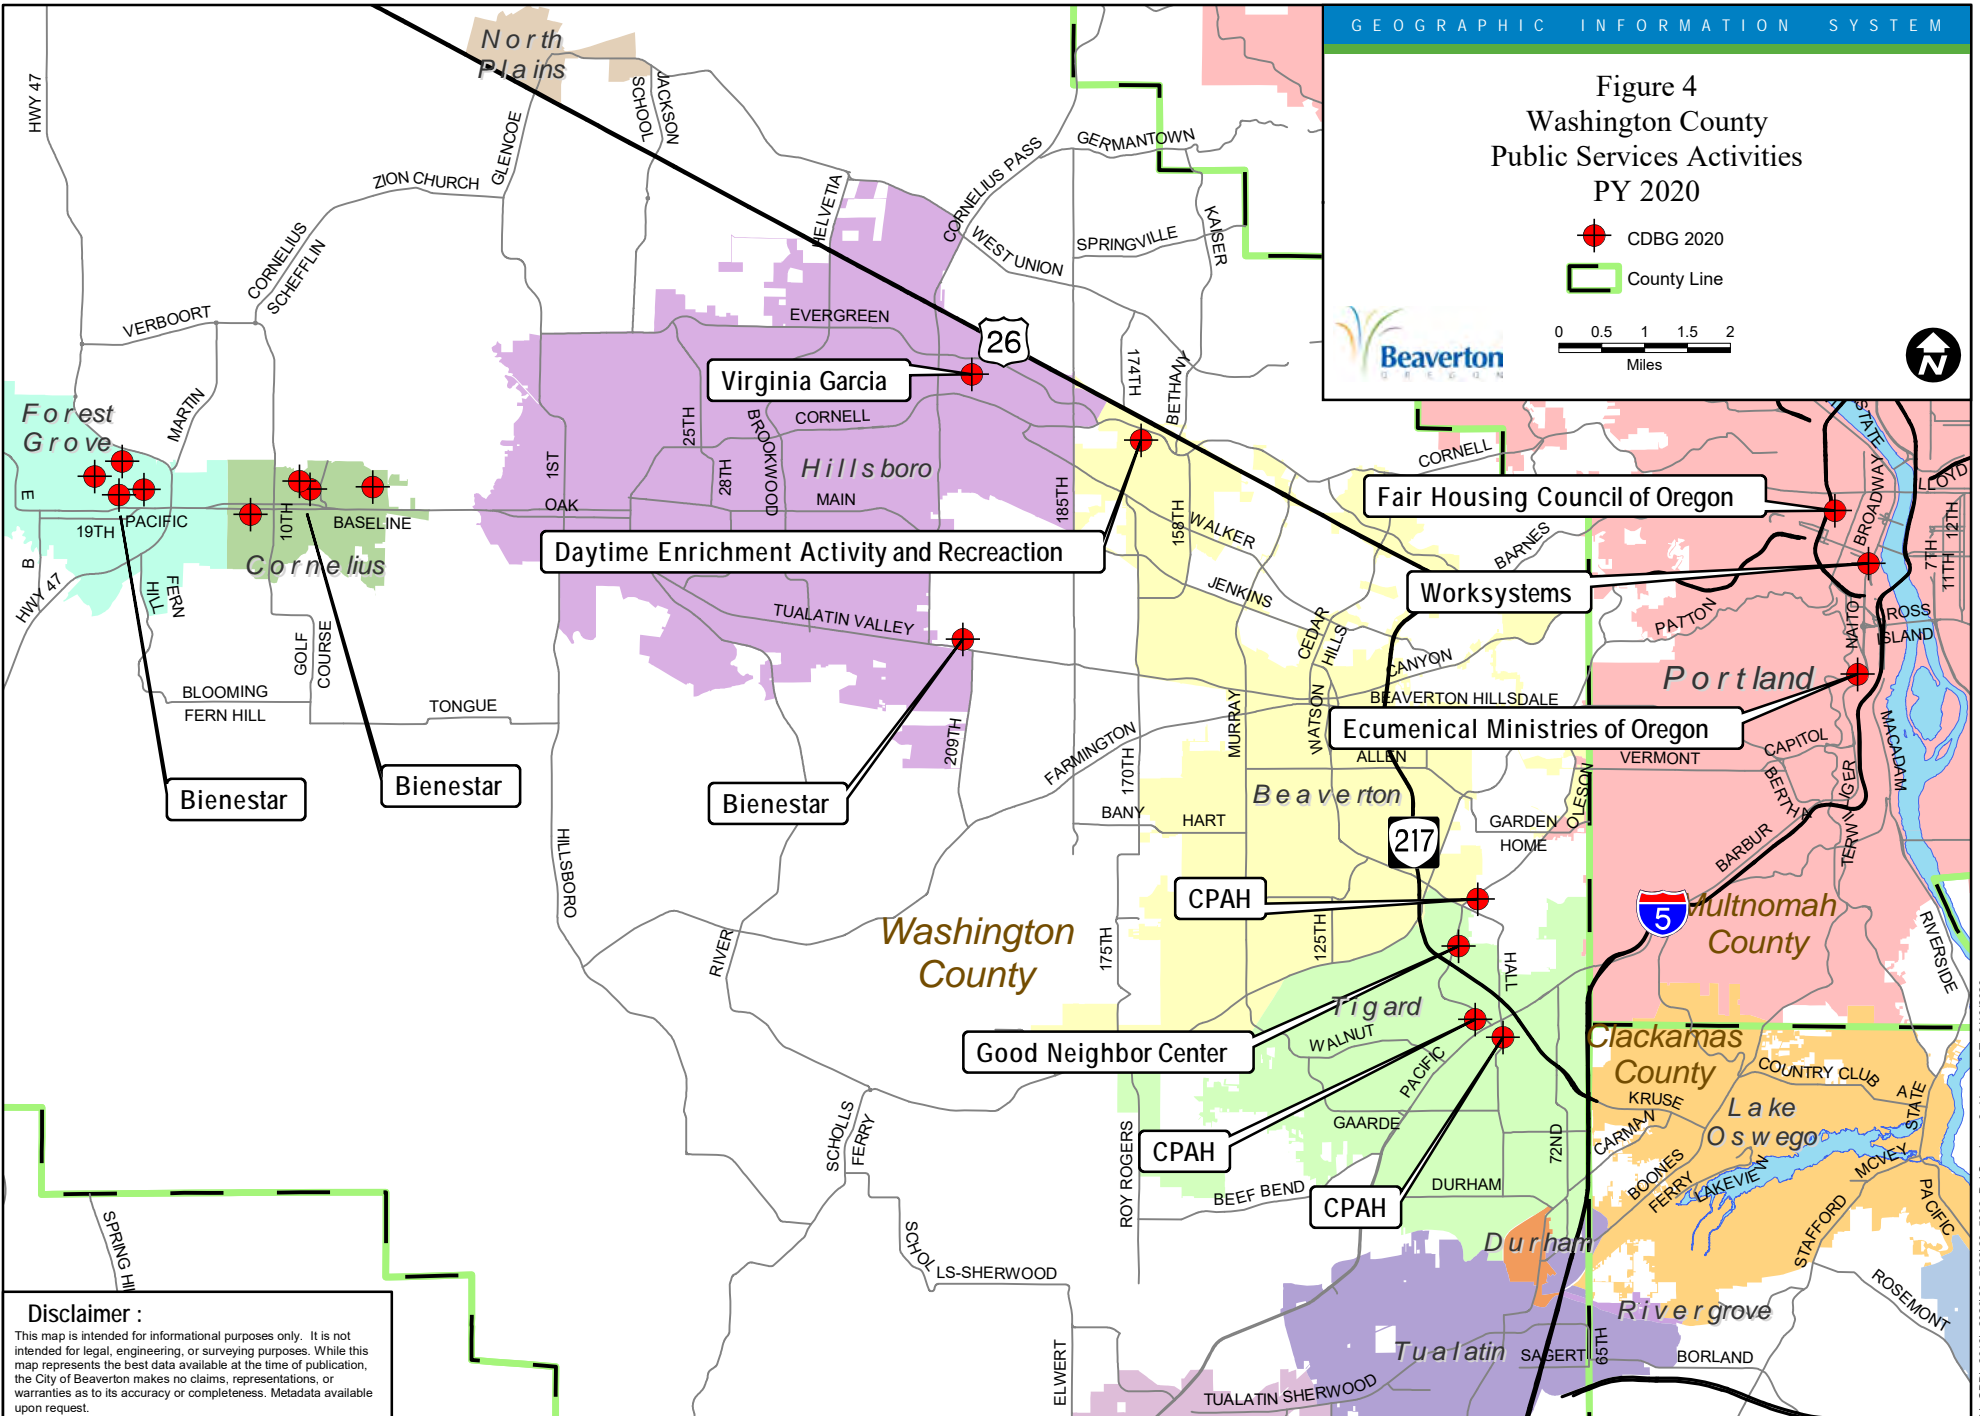 GEOGRAPHIC INFORMATION SYSTEM
Figure 4
Washington County
Public Services Activities
PY 2020
CDBG 2020
County Line
0 0.5 1 1.5 2
Miles
Beaverton
OREGON
N
North
Plains
HWY 47
JACKSON
SCHOOL
GLENCOE
ZION CHURCH
HELVETIA
CORNELIUS PASS
GERMANTOWN
KAISER
WEST UNION
SPRINGVILLE
CORNELIUS
SCHEFFLIN
VERBOORT
EVERGREEN
26
174TH
BETHANY
Virginia Garcia
MARTIN
Forest
Grove
25TH
BROOKWOOD
CORNELL
CORNELL
STATE
1ST
28TH
Hillsboro
MAIN
185TH
158TH
WALKER
Fair Housing Council of Oregon
BROADWAY
LLOYD
E
19TH
PACIFIC
10TH
BASELINE
OAK
12TH
7TH
11TH
B
HWY 47
HILL
FERN
Cornelius
Daytime Enrichment Activity and Recreaction
BARNES
Worksystems
JENKINS
PATTON
NAITO
ROSS
ISLAND
TUALATIN VALLEY
CEDAR
HILLS
CANYON
GOLF
COURSE
Portland
BLOOMING
FERN HILL
TONGUE
MURRAY
WATSON
BEAVERTON HILLSDALE
209TH
FARMINGTON
170TH
Ecumenical Ministries of Oregon
ALLEN
VERMONT
CAPITOL
BERTHA
TERWILLIGER
MACADAM
Bienestar
Bienestar
Bienestar
Beaverton
OLESON
BANY
HART
217
GARDEN
HOME
BARBUR
HILLSBORO
CPAH
5
Multnomah
County
RIVERSIDE
Washington
County
RIVER
175TH
125TH
HALL
Tigard
WALNUT
Good Neighbor Center
PACIFIC
Clackamas
County
COUNTRY CLUB
A
STATE
KRUSE
CARMAN
Lake
Oswego
GAARDE
72ND
SCHOLLS
FERRY
ROY ROGERS
CPAH
BOONES
FERRY
LAKEVIEW
MCVEY
BEEF BEND
DURHAM
CPAH
STAFFORD
PACIFIC
SPRING HIL
SCHOL
LS-SHERWOOD
Durham
ROSEMONT
Rivergrove
Tualatin
SAGERT
65TH
BORLAND
ELWERT
TUALATIN SHERWOOD
Disclaimer :
This map is intended for informational purposes only. It is not
intended for legal, engineering, or surveying purposes. While this
map represents the best data available at the time of publication,
the City of Beaverton makes no claims, representations, or
warranties as to its accuracy or completeness. Metadata available
upon request.